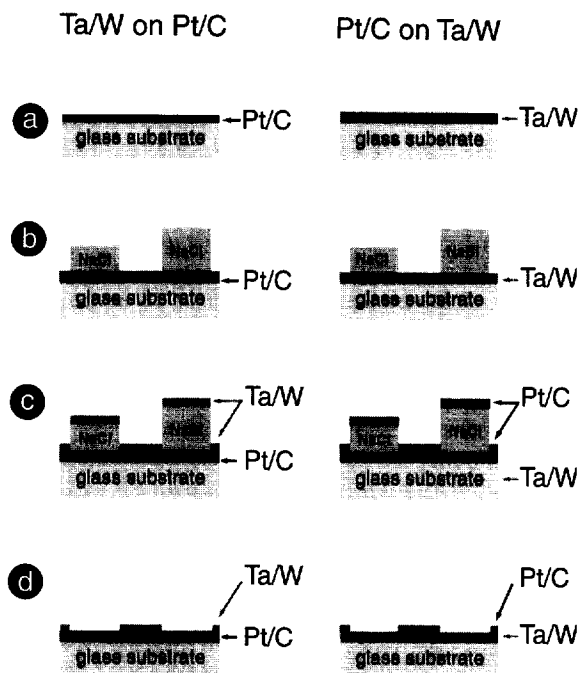 Ta/W on Pt/C
Pt/C on Ta/W
a
Pt/C
glass substrate
Ta/W
glass substrate
b
NaCl
NaCl
Pt/C
glass substrate
NaCl
NaCl
Ta/W
glass substrate
c
Ta/W
NaCl
NaCl
Pt/C
glass substrate
Pt/C
NaCl
NaCl
Ta/W
glass substrate
d
Ta/W
Pt/C
glass substrate
Pt/C
Ta/W
glass substrate